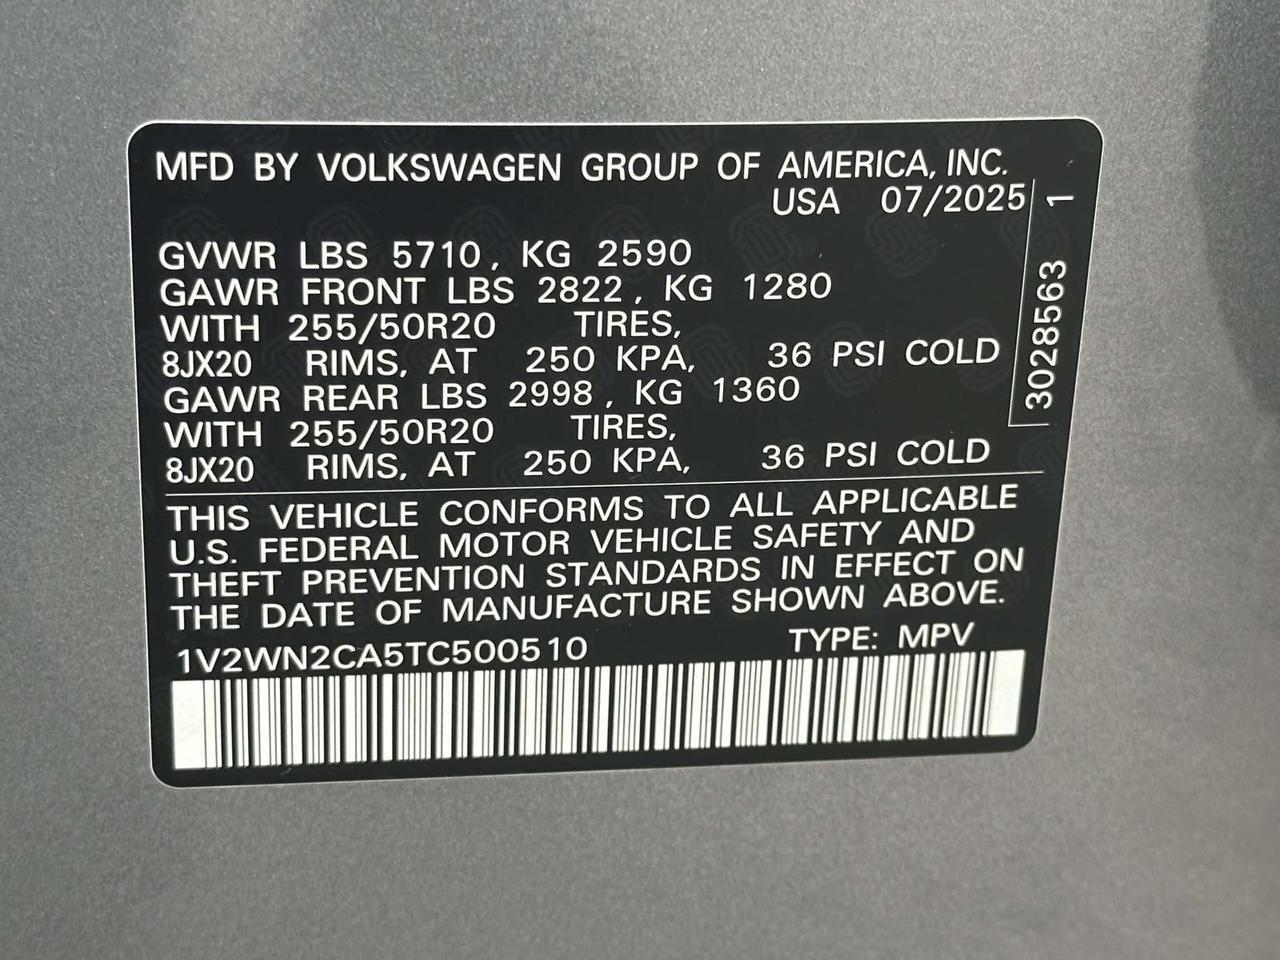 MFD BY VOLKSWAGEN GROUP OF AMERICA, INC.
USA 07/2025
GVWR LBS 5710, KG 2590
GAWR FRONT LBS 2822, KG 1280
WITH 255/50R20 TIRES,
8JX20 RIMS, AT 250 KPA, 36 PSI COLD
GAWR REAR LBS 2998, KG 1360
WITH 255/50R20 TIRES,
8JX20 RIMS, AT 250 KPA, 36 PSI COLD
THIS VEHICLE CONFORMS TO ALL APPLICABLE
U.S. FEDERAL MOTOR VEHICLE SAFETY AND
THEFT PREVENTION STANDARDS IN EFFECT ON
THE DATE OF MANUFACTURE SHOWN ABOVE.
1V2WN2CA5TC500510 TYPE: MPV
3028563 1